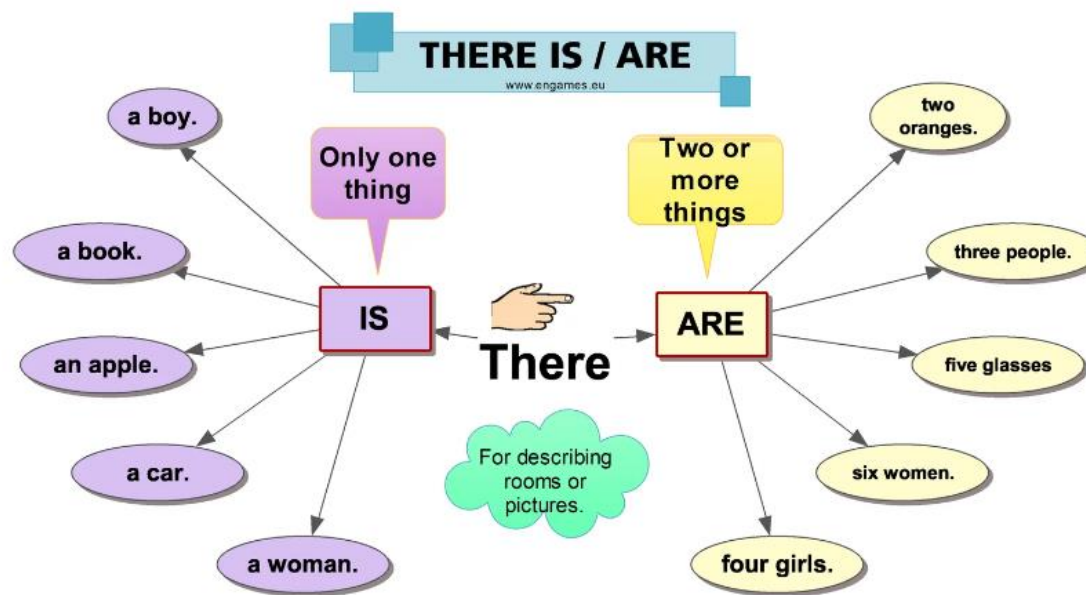 THERE IS / ARE
www.engames.eu
a boy.
a book.
an apple.
a car.
a woman.
Only one
thing
IS
There
For describing
rooms or
pictures.
Two or
more
things
ARE
two
oranges.
three people.
five glasses
six women.
four girls.